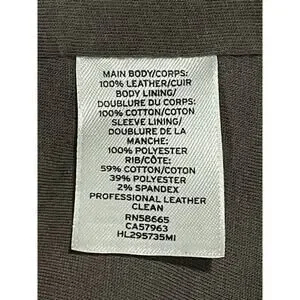 MAIN BODY/CORPS:
100% LEATHER/CUIR
BODY LINING/
DOUBLURE DU CORPS:
100% COTTON/COTON
SLEEVE LINING/
DOUBLURE DE LA
MANCHE:
100% POLYESTER
RIB/CÔTE:
59% COTTON/COTON
39% POLYESTER
2% SPANDEX
PROFESSIONAL LEATHER
CLEAN
RN58665
CA57963
HL295735MI